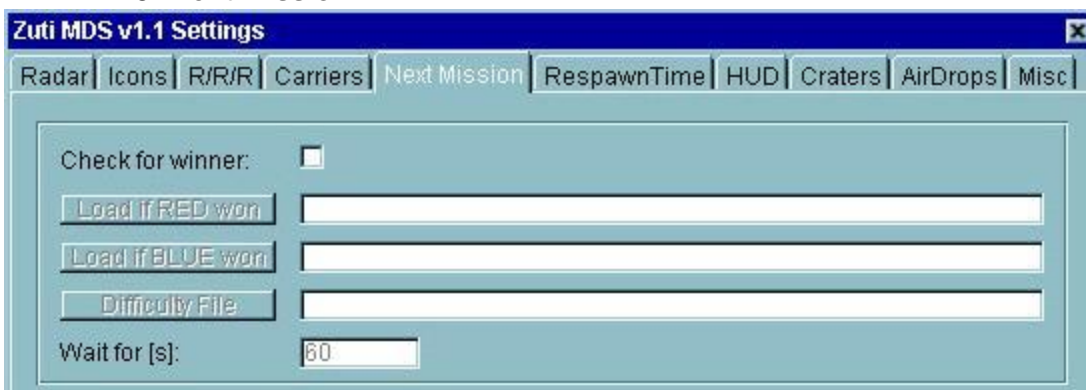 Zuti MDS v1.1 Settings
Radar Icons R/R/R Carriers Next Mission RespawnTime HUD Craters AirDrops Misc
Check for winner:
Load if RED won
Load if BLUE won
Difficulty File
Wait for [s]: 60